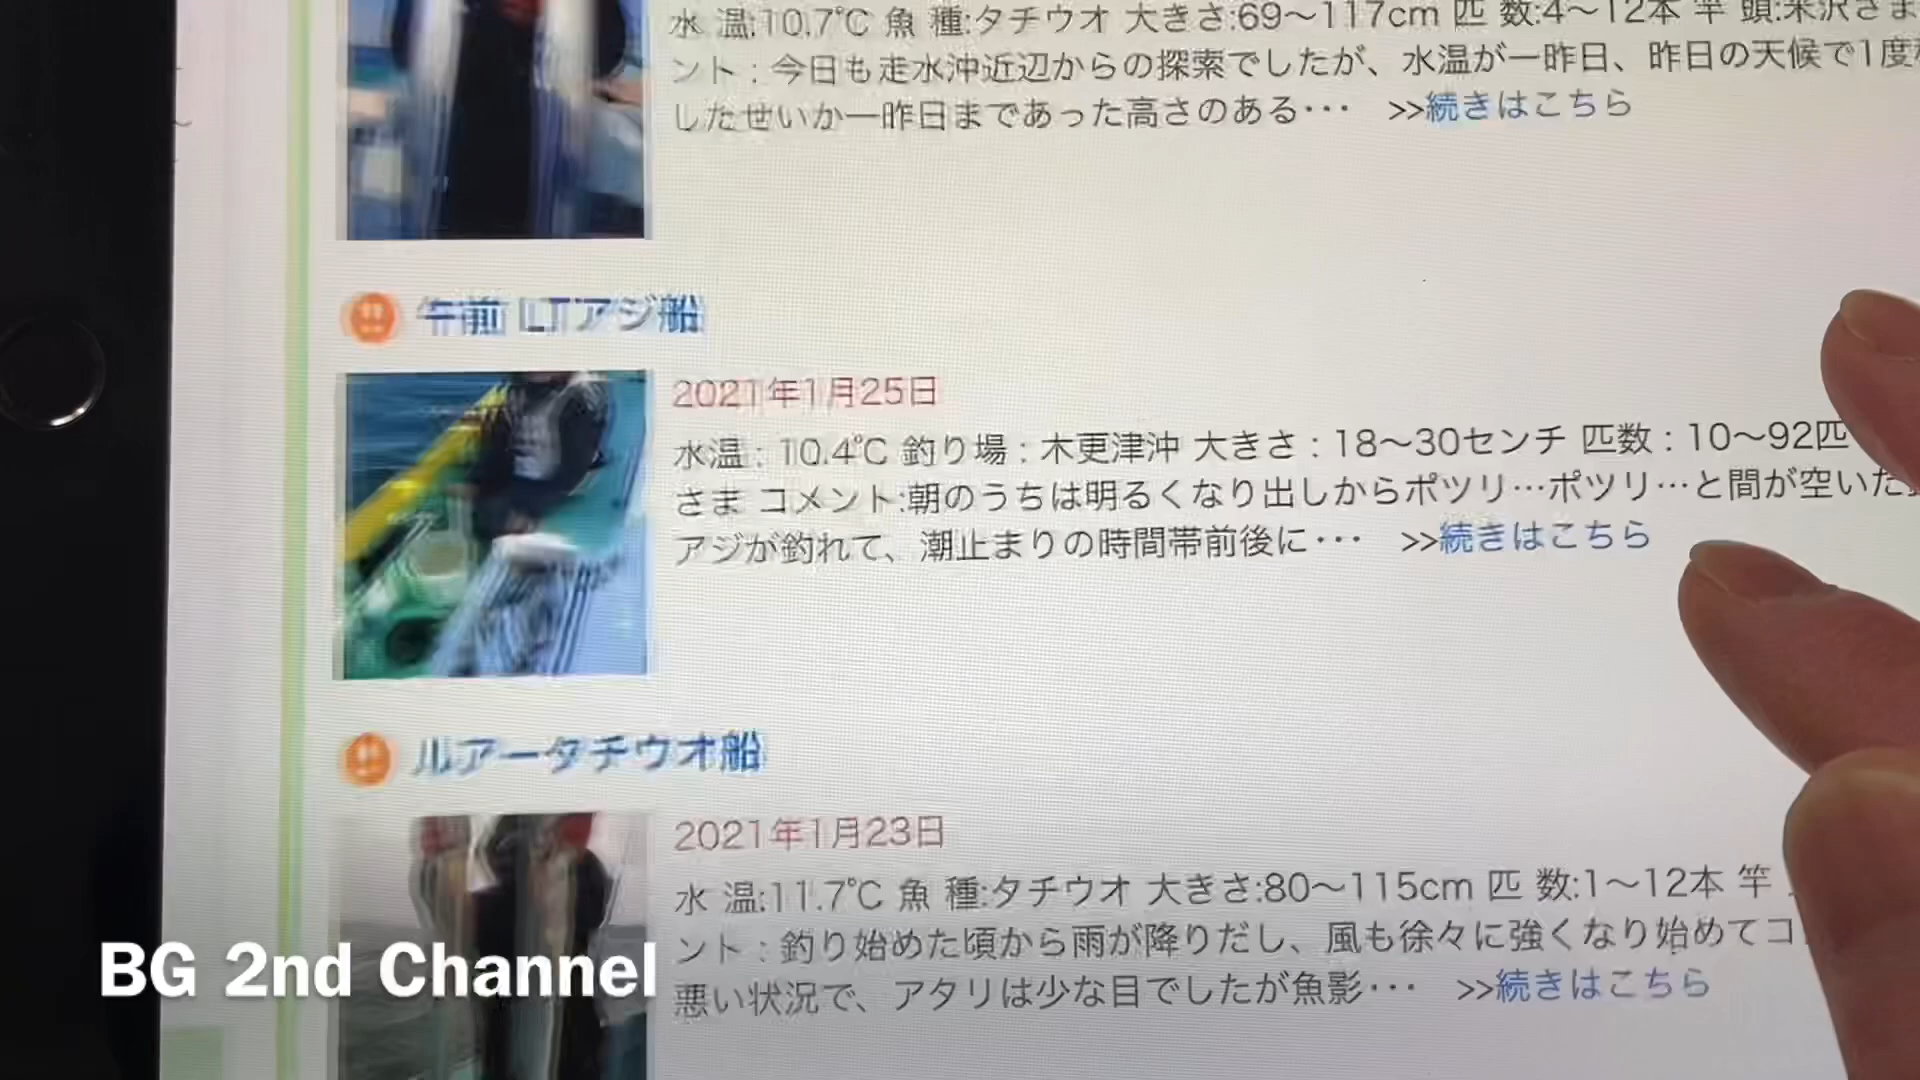 水 温:10.7℃ 魚 種:タチウオ 大きさ:69〜117cm 匹 数:4〜12本 竿 頭:米沢さま
ント：今日も走水沖近辺からの探索でしたが、水温が一昨日、昨日の天候で1度
したせいか一昨日まであった高さのある･･･ >>続きはこちら
午前 LTアジ船
2021年1月25日
水温：10.4℃ 釣り場：木更津沖 大きさ：18〜30センチ 匹数：10〜92匹
さま コメント:朝のうちは明るくなり出しからポツリ…ポツリ…と間が空いた
アジが釣れて、潮止まりの時間帯前後に･･･ >>続きはこちら
ルアータチウオ船
2021年1月23日
水 温:11.7℃ 魚 種:タチウオ 大きさ:80〜115cm 匹 数:1〜12本 竿
ント：釣り始めた頃から雨が降りだし、風も徐々に強くなり始めてコ
悪い状況で、アタリは少な目でしたが魚影･･･ >>続きはこちら
BG 2nd Channel